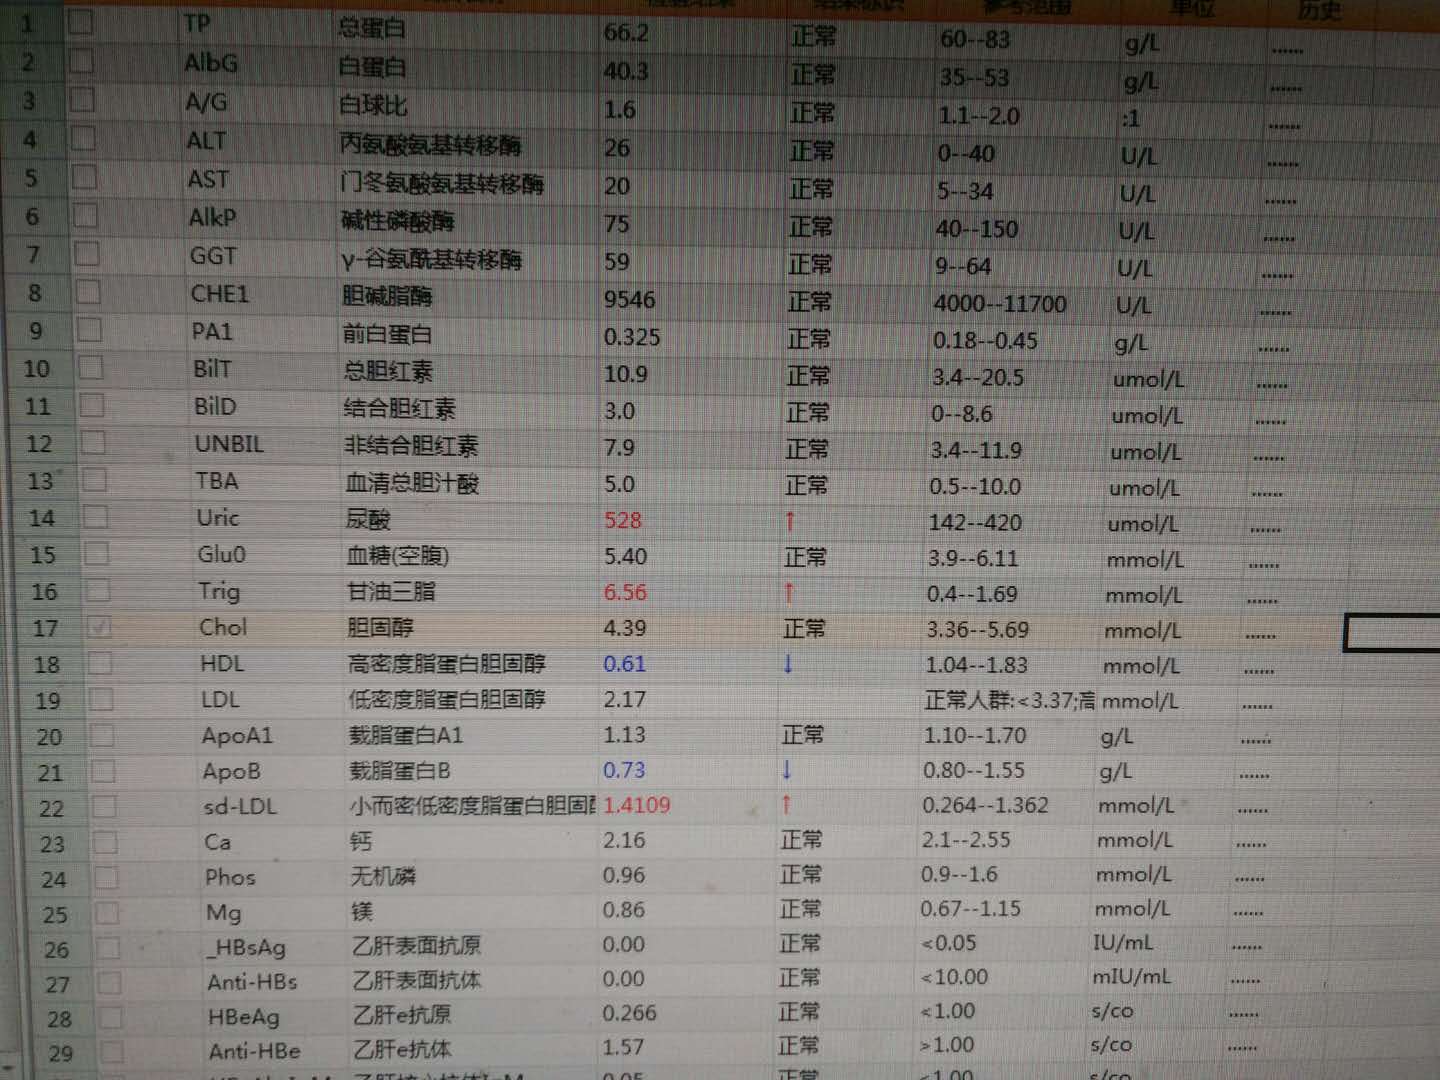 检验结果 结果标识 参考范围 单位 历史
1 TP 总蛋白 66.2 正常 60--83 g/L ......
2 AlbG 白蛋白 40.3 正常 35--53 g/L ......
3 A/G 白球比 1.6 正常 1.1--2.0 :1 ......
4 ALT 丙氨酸氨基转移酶 26 正常 0--40 U/L ......
5 AST 门冬氨酸氨基转移酶 20 正常 5--34 U/L ......
6 AlkP 碱性磷酸酶 75 正常 40--150 U/L ......
7 GGT γ-谷氨酰基转移酶 59 正常 9--64 U/L ......
8 CHE1 胆碱脂酶 9546 正常 4000--11700 U/L ......
9 PA1 前白蛋白 0.325 正常 0.18--0.45 g/L ......
10 BilT 总胆红素 10.9 正常 3.4--20.5 umol/L ......
11 BilD 结合胆红素 3.0 正常 0--8.6 umol/L ......
12 UNBIL 非结合胆红素 7.9 正常 3.4--11.9 umol/L ......
13 TBA 血清总胆汁酸 5.0 正常 0.5--10.0 umol/L ......
14 Uric 尿酸 528 ↑ 142--420 umol/L ......
15 Glu0 血糖(空腹) 5.40 正常 3.9--6.11 mmol/L ......
16 Trig 甘油三脂 6.56 ↑ 0.4--1.69 mmol/L ......
17 Chol 胆固醇 4.39 正常 3.36--5.69 mmol/L ......
18 HDL 高密度脂蛋白胆固醇 0.61 ↓ 1.04--1.83 mmol/L ......
19 LDL 低密度脂蛋白胆固醇 2.17 正常人群:<3.37;高 mmol/L ......
20 ApoA1 载脂蛋白A1 1.13 正常 1.10--1.70 g/L ......
21 ApoB 载脂蛋白B 0.73 ↓ 0.80--1.55 g/L ......
22 sd-LDL 小而密低密度脂蛋白胆固 1.4109 ↑ 0.264--1.362 mmol/L ......
23 Ca 钙 2.16 正常 2.1--2.55 mmol/L ......
24 Phos 无机磷 0.96 正常 0.9--1.6 mmol/L ......
25 Mg 镁 0.86 正常 0.67--1.15 mmol/L ......
26 _HBsAg 乙肝表面抗原 0.00 正常 <0.05 IU/mL ......
27 Anti-HBs 乙肝表面抗体 0.00 正常 <10.00 mIU/mL ......
28 HBeAg 乙肝e抗原 0.266 正常 <1.00 s/co ......
29 Anti-HBe 乙肝e抗体 1.57 正常 >1.00 s/co ......
0.05 正常 <1.00 s/co